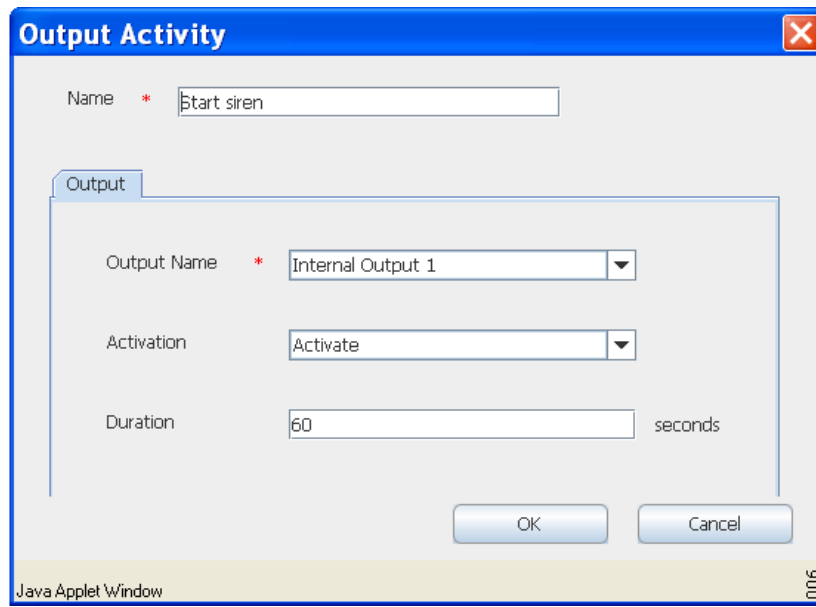 Output Activity
Name * Start siren
Output
Output Name * Internal Output 1
Activation Activate
Duration 60 seconds
OK Cancel
Java Applet Window